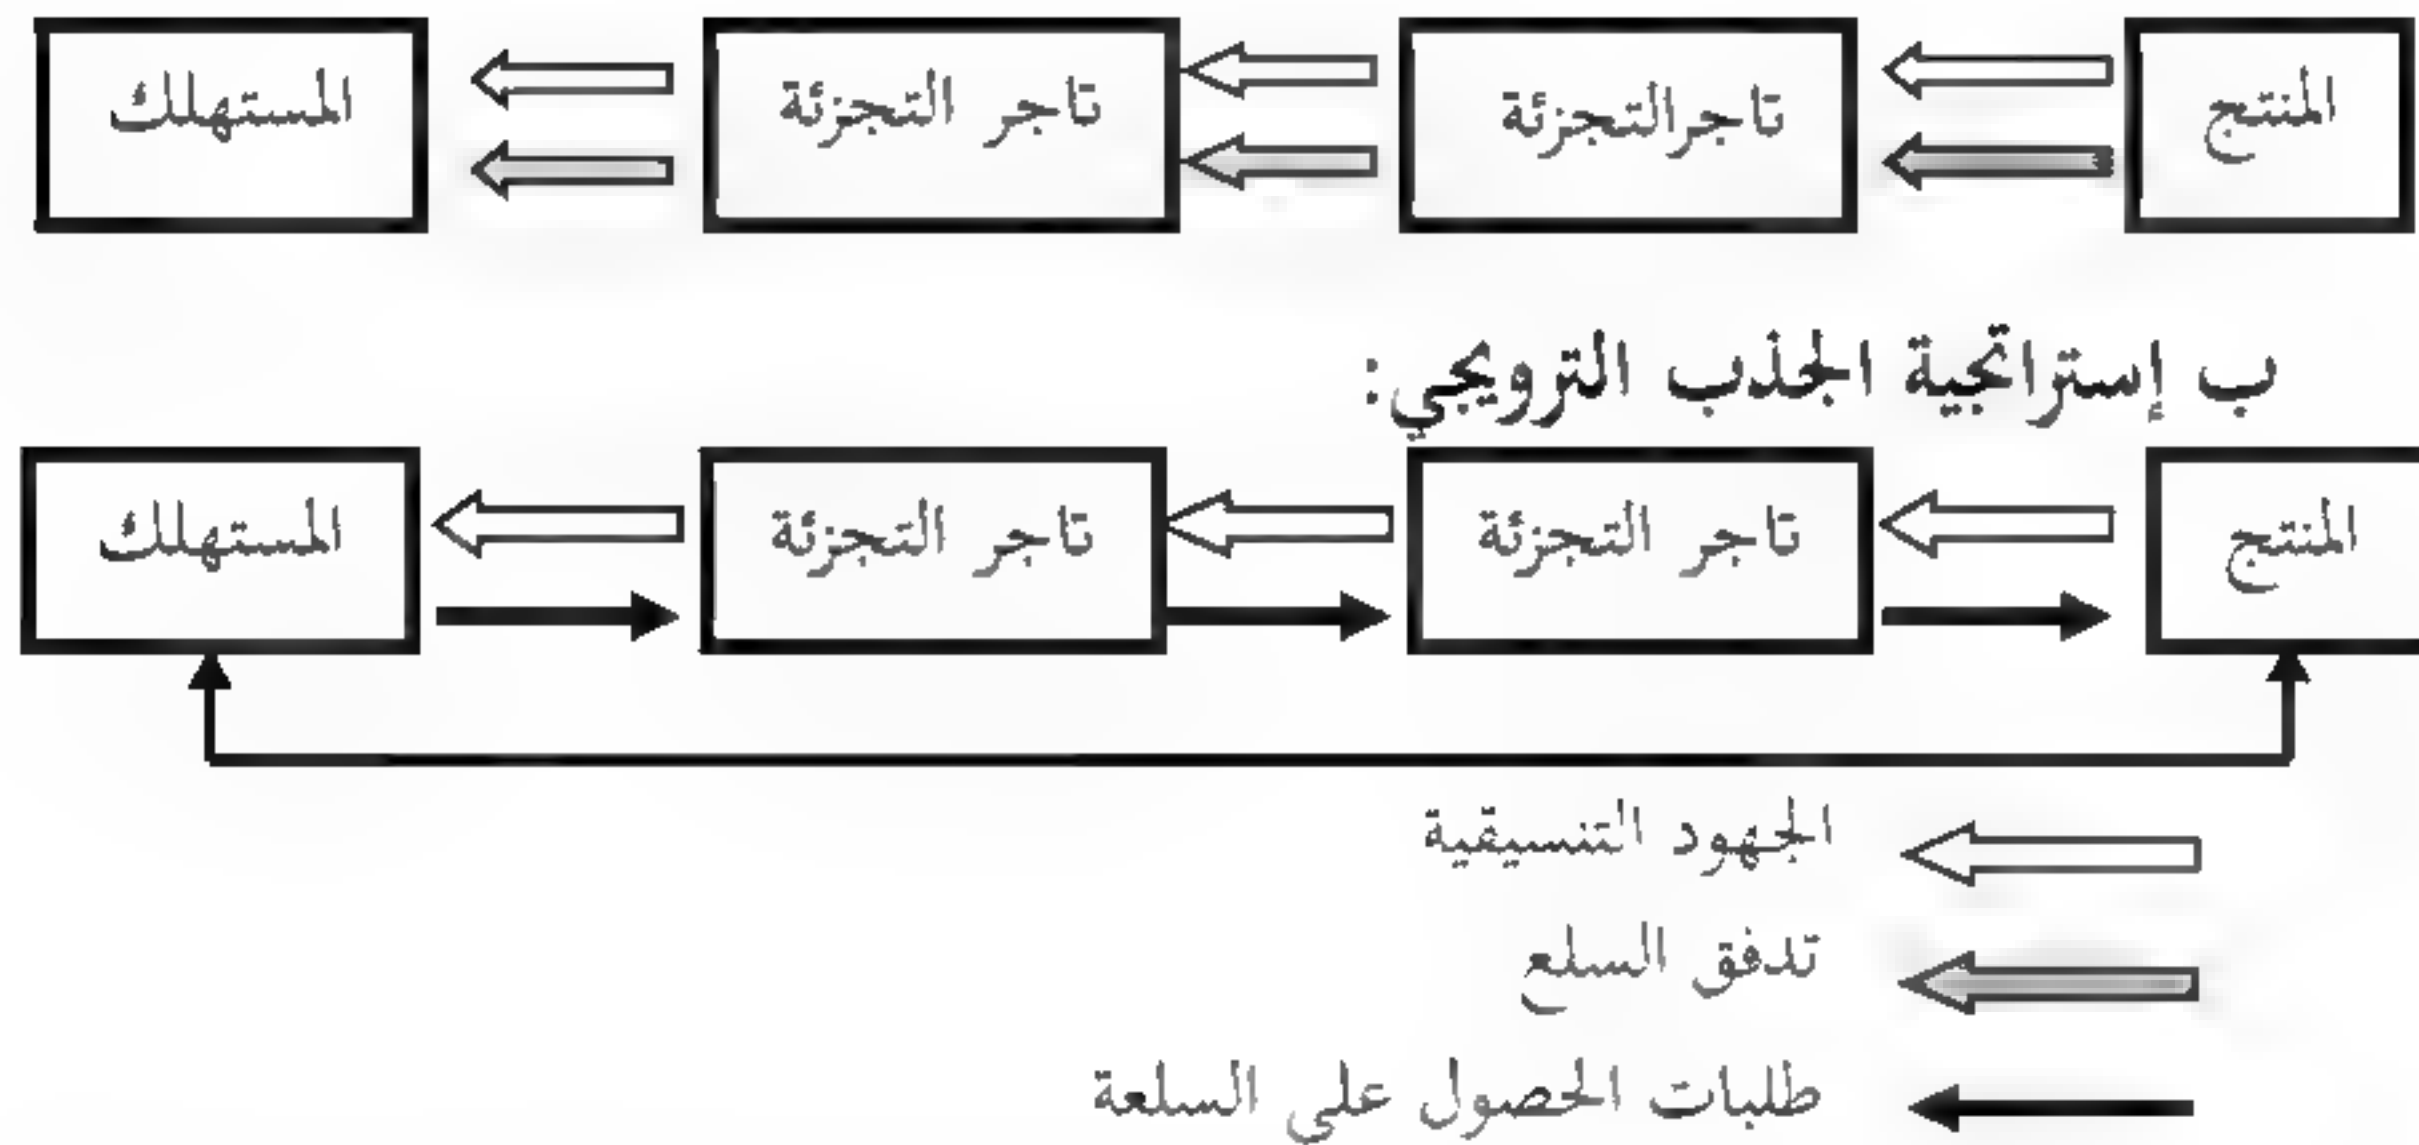 المنتج تاجرالتجزئة تاجر التجزئة المستهلك
ب إستراتجية الجذب الترويجي:
المنتج تاجر التجزئة تاجر التجزئة المستهلك
الجهود التنسيقية
تدفق السلع
طلبات الحصول على السلعة